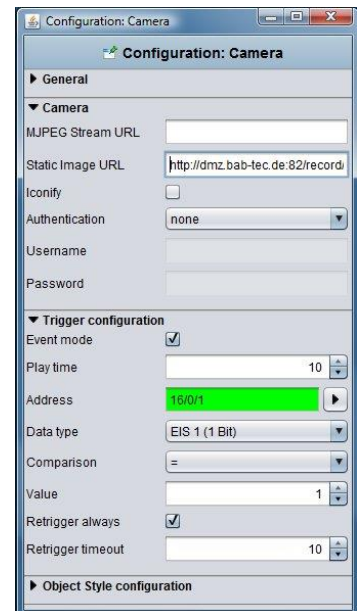 Configuration: Camera
Configuration: Camera
General
Camera
MJPEG Stream URL
Static Image URL http://dmz.bab-tec.de:82/record/
Iconify
Authentication none
Username
Password
Trigger configuration
Event mode
Play time 10
Address 16/0/1
Data type EIS 1 (1 Bit)
Comparison =
Value 1
Retrigger always
Retrigger timeout 10
Object Style configuration